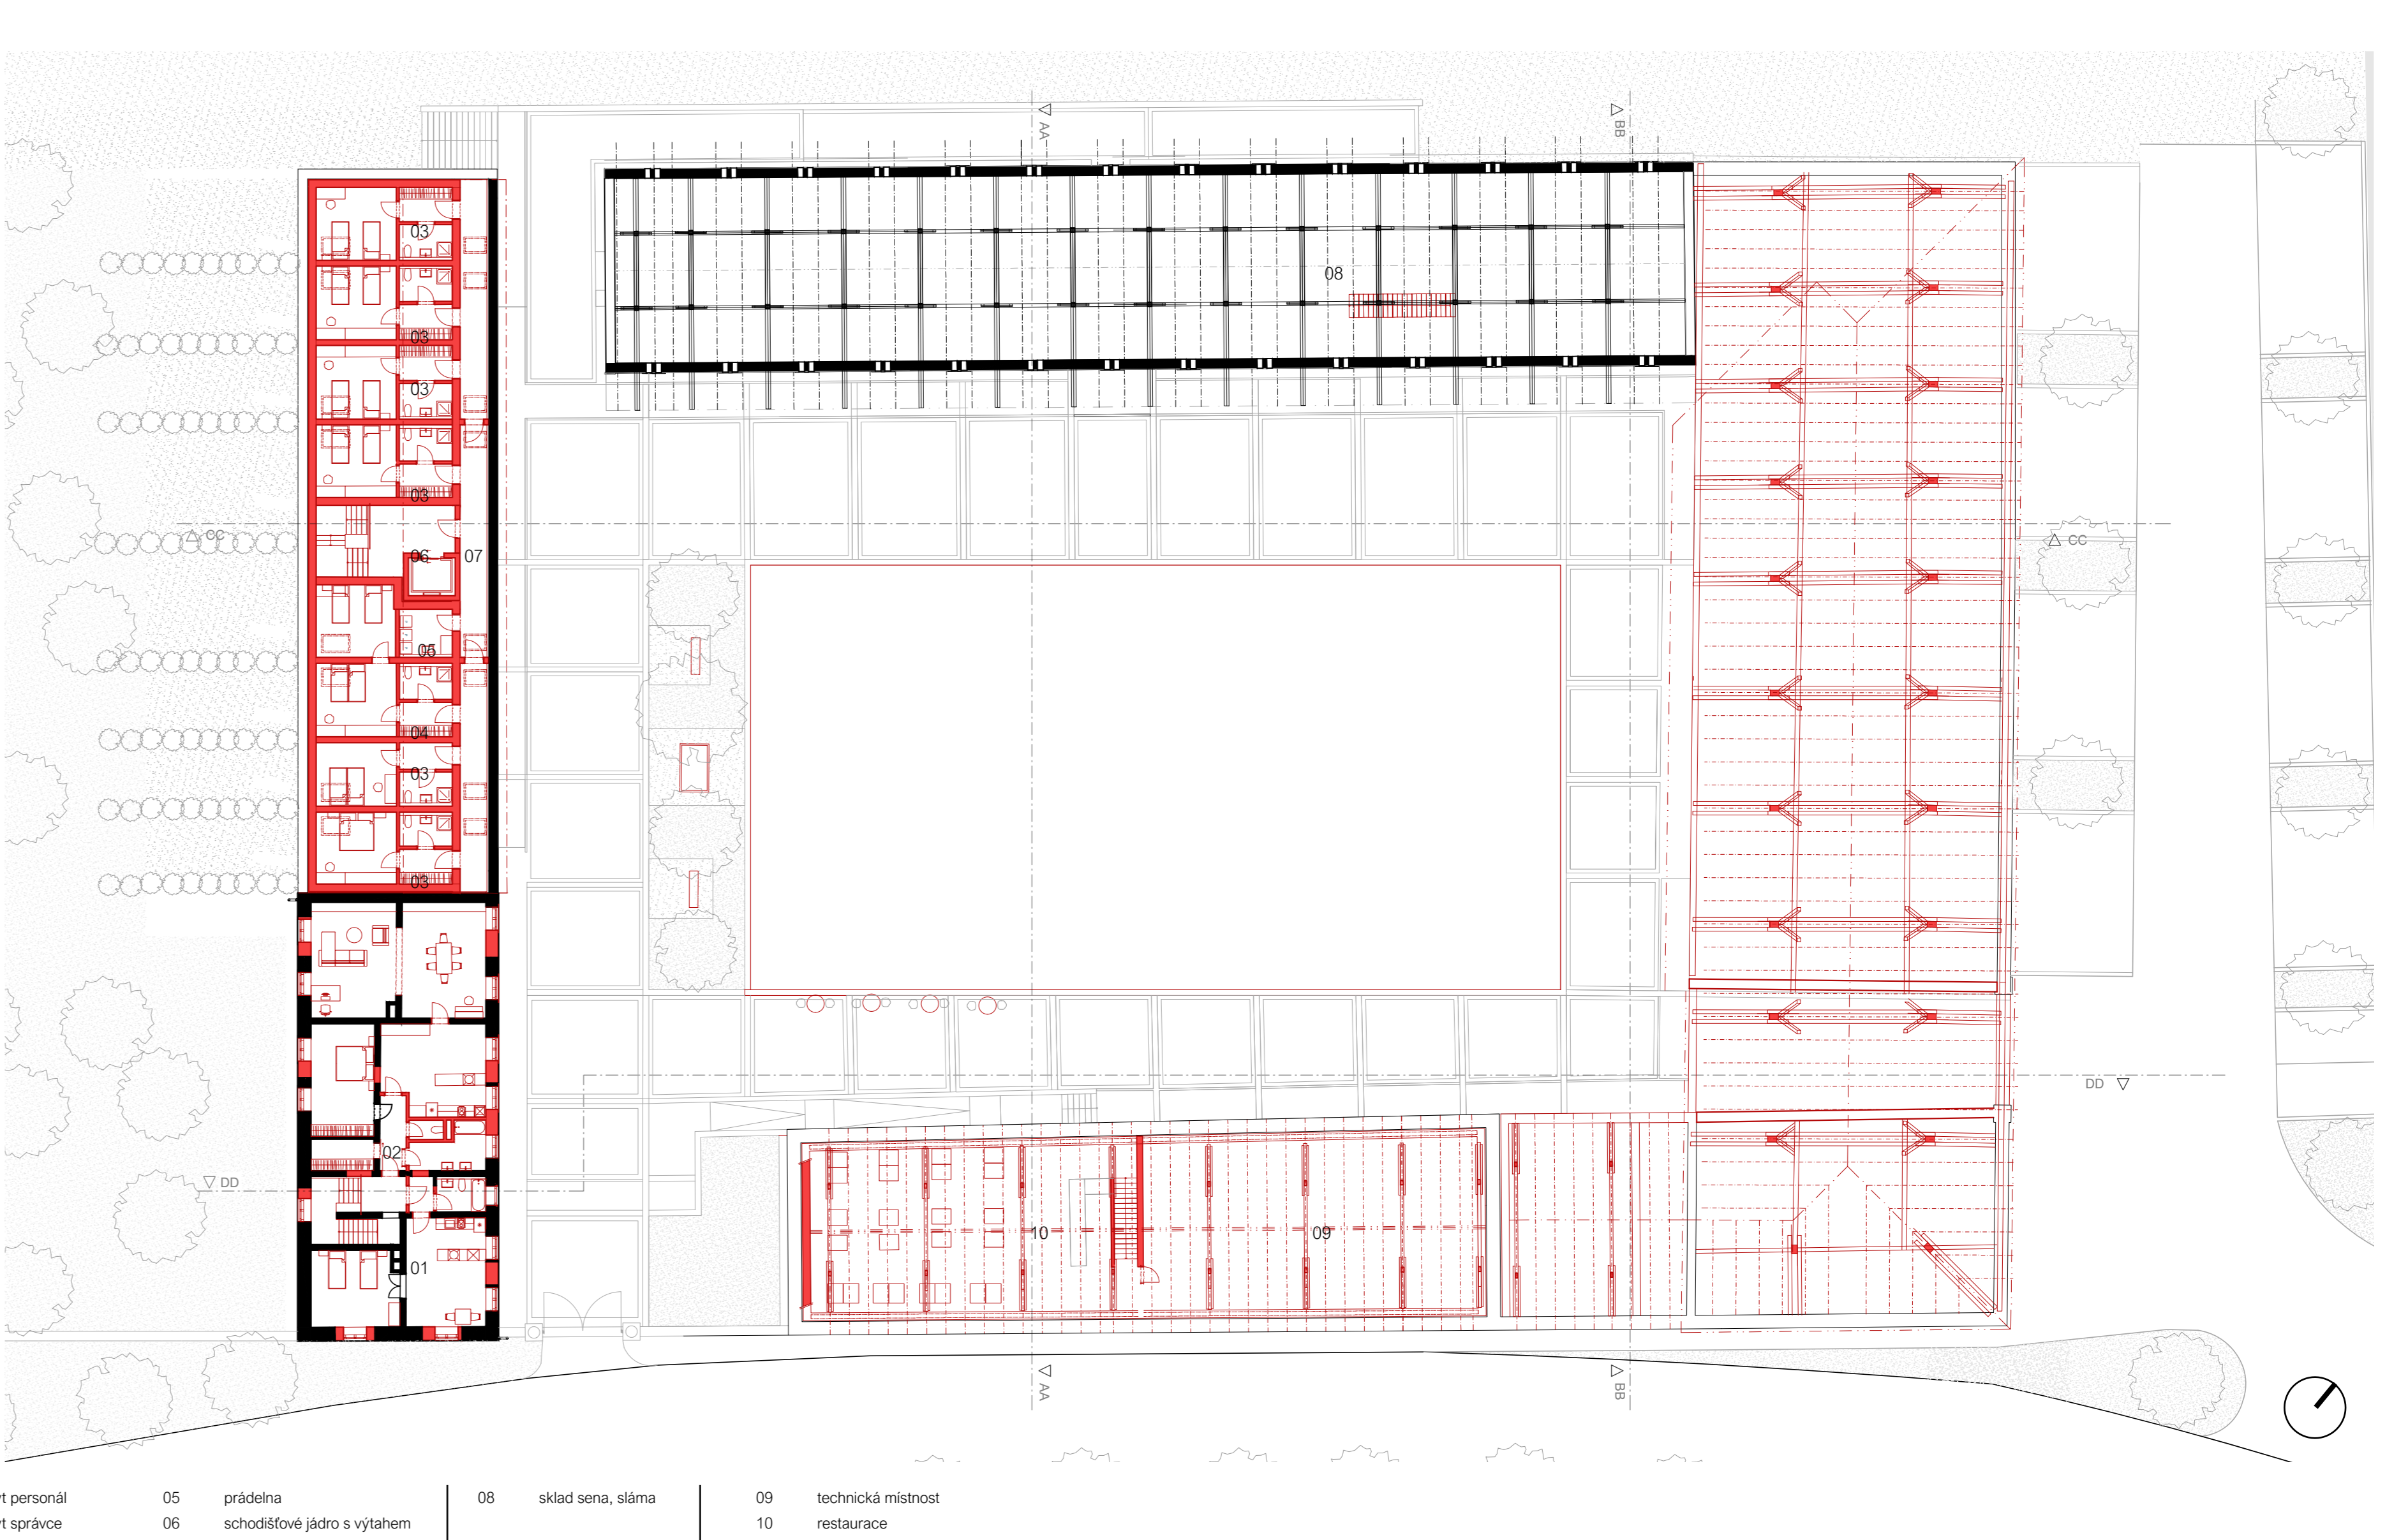 AA
BB
03
08
03
03
03
CC
06
07
CC
05
04
03
03
DD
02
DD
10
09
01
AA
BB
personál
05 prádelna
08 sklad sena, sláma
09 technická místnost
správce
06 schodišťové jádro s výtahem
10 restaurace